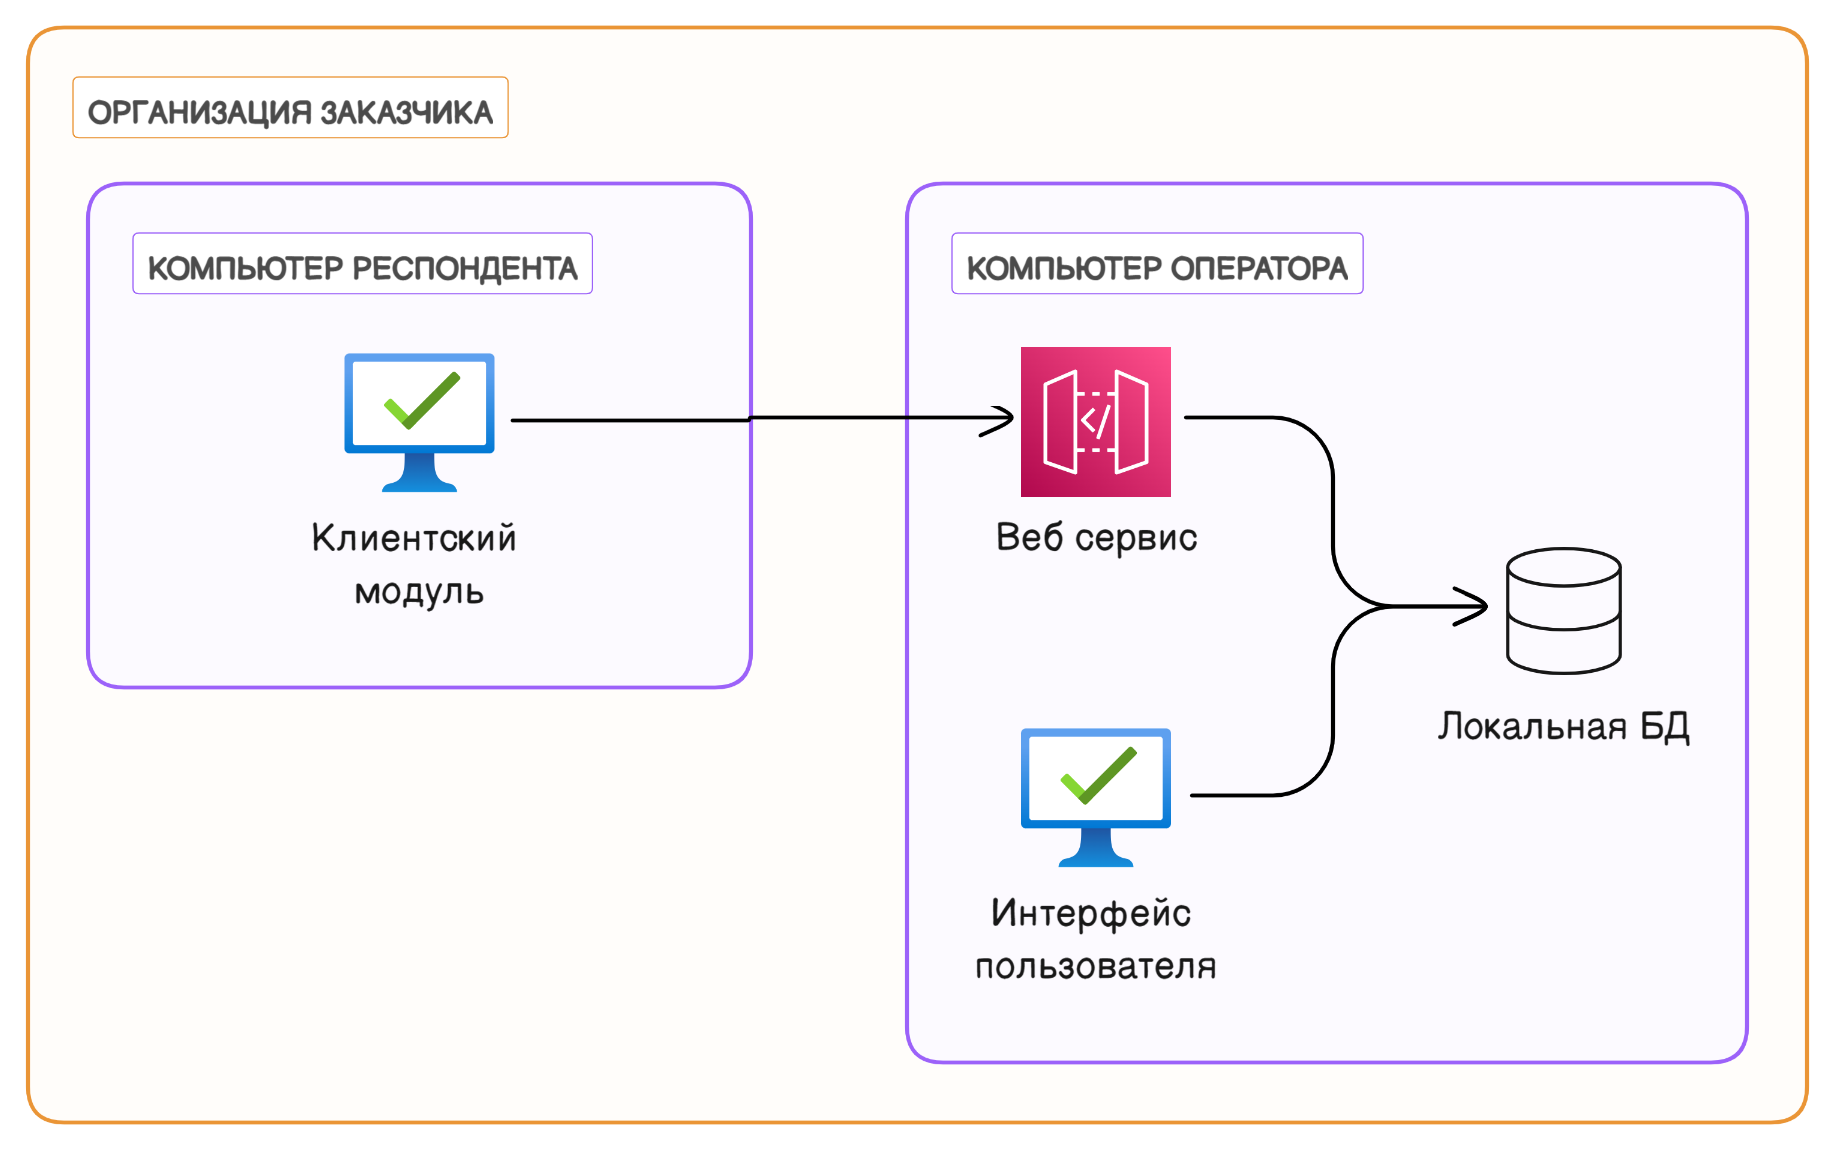 ОРГАНИЗАЦИЯ ЗАКАЗЧИКА
КОМПЬЮТЕР РЕСПОНДЕНТА
Клиентский
модуль
КОМПЬЮТЕР ОПЕРАТОРА
</>
Веб сервис
Локальная БД
Интерфейс
пользователя